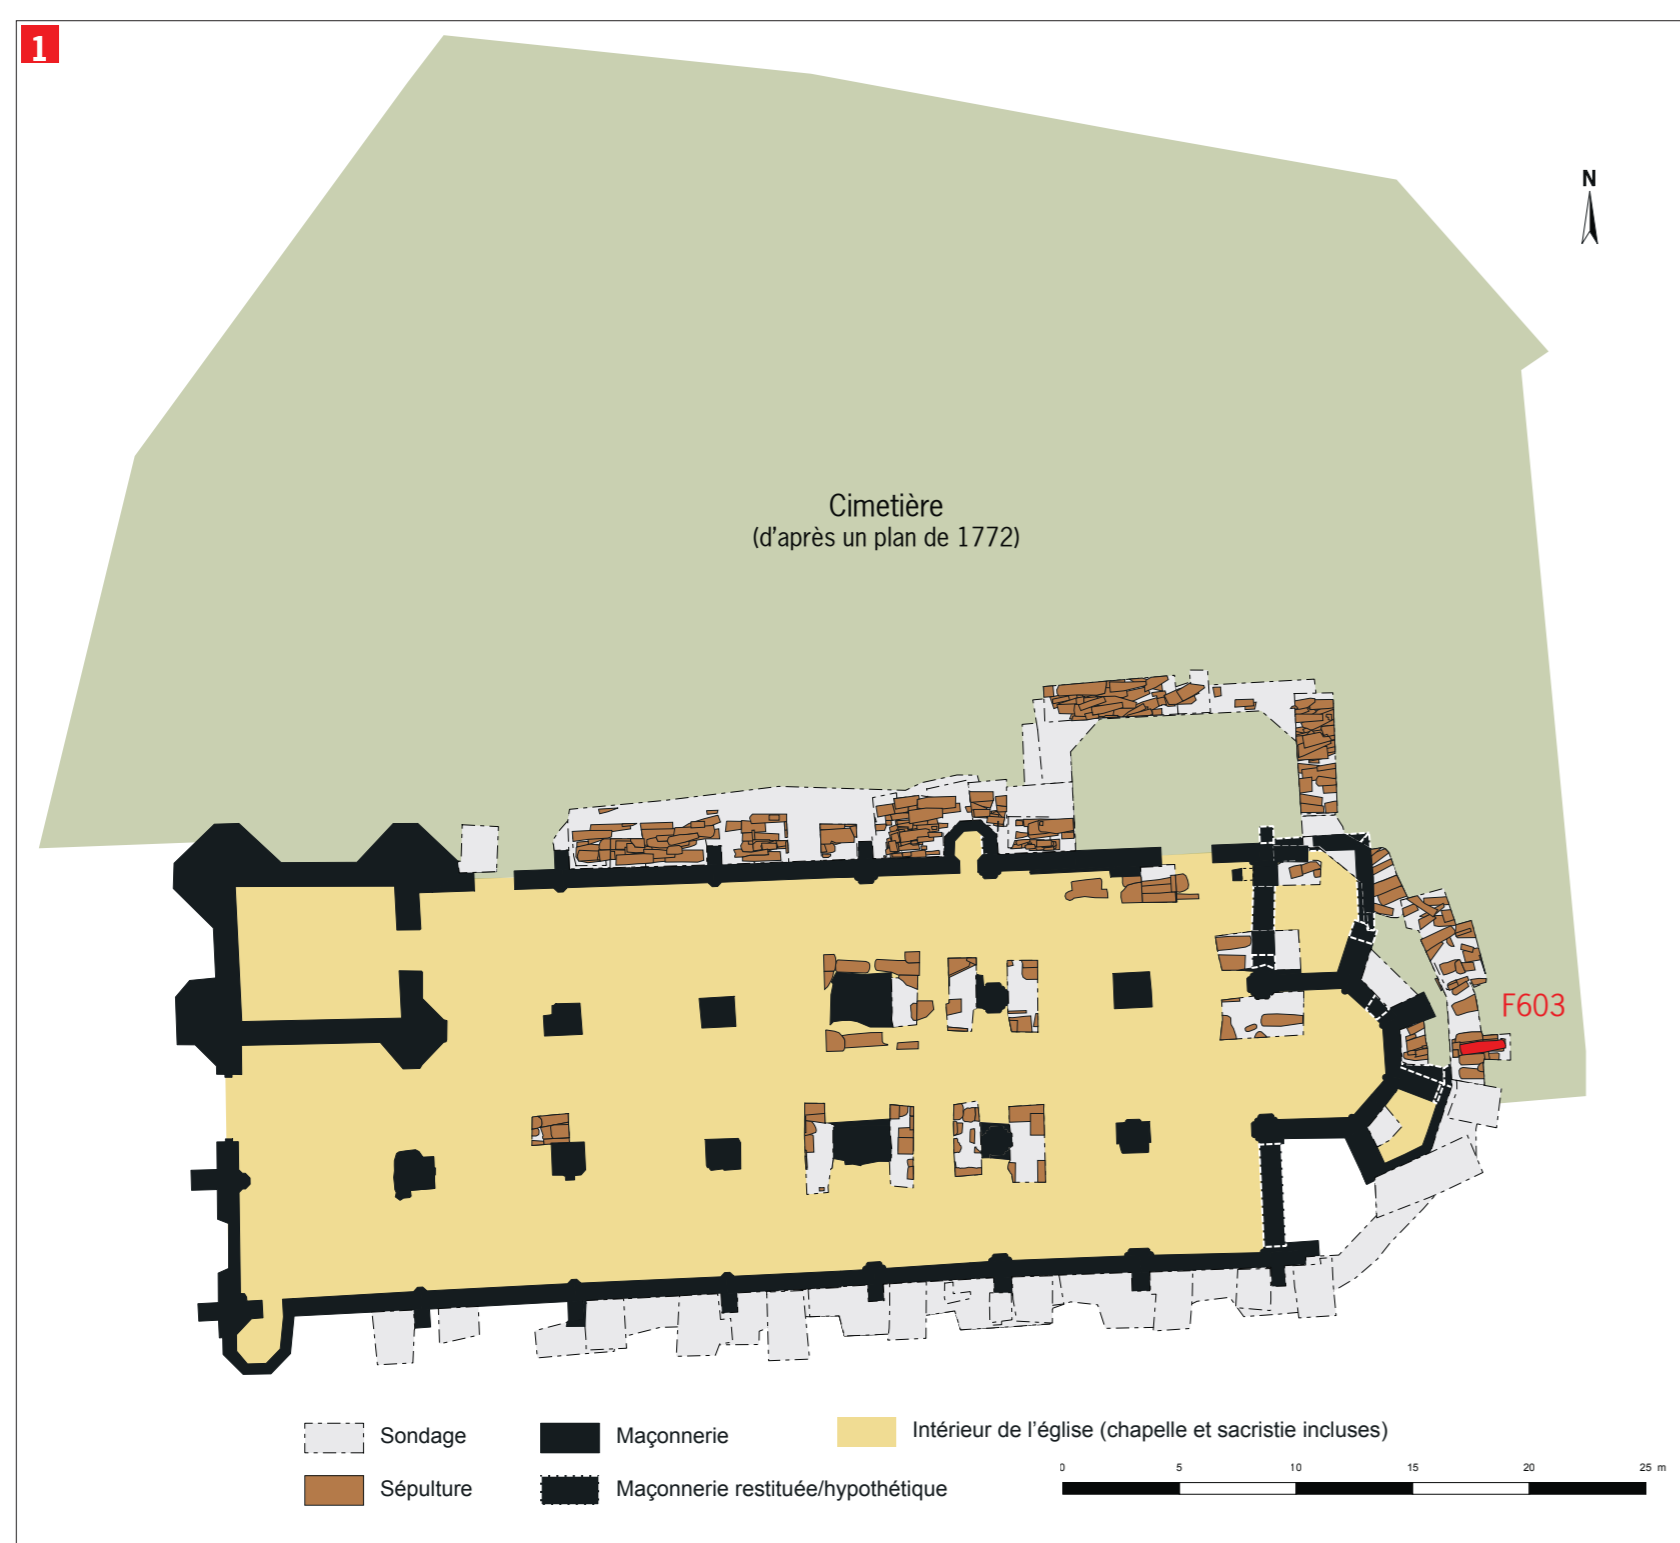 1
N
Cimetière
(d'après un plan de 1772)
F603
Sondage
Maçonnerie
Intérieur de l'église (chapelle et sacristie incluses)
Sépulture
Maçonnerie restituée/hypothétique
0 5 10 15 20 25 m